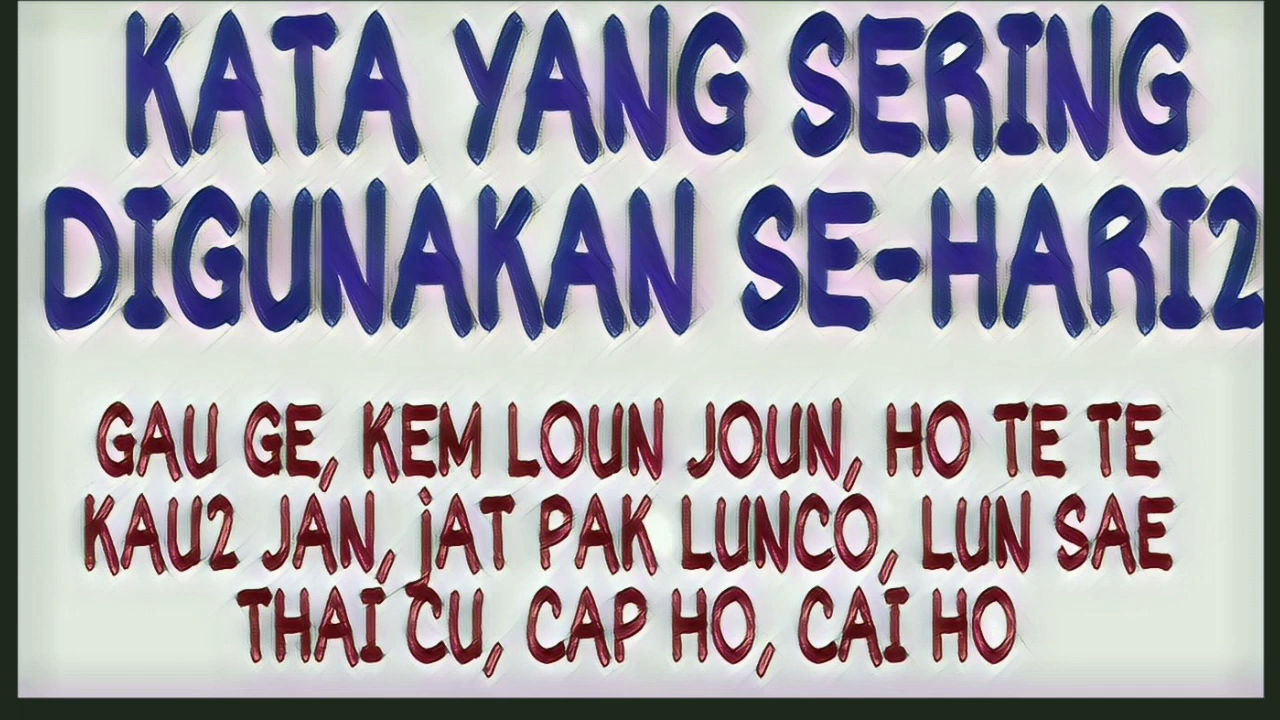 KATA YANG SERING
DIGUNAKAN SE-HARI2
GAU GE, KEM LOUN JOUN, HO TE TE
KAU2 JAN, jAT PAK LUNCO, LUN SAE
THAI CU, CAP HO, CAI HO